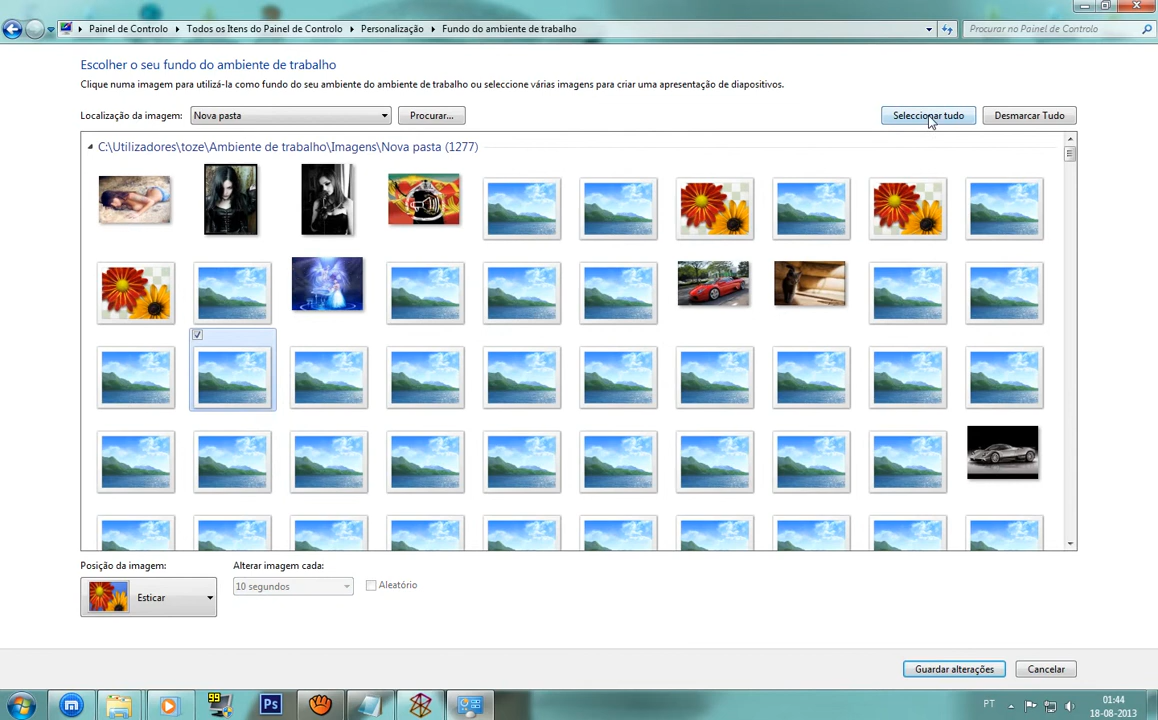 Painel de Controlo
Todos os Itens do Painel de Controlo
Personalização
Fundo do ambiente de trabalho
Procurar no Painel de Controlo
Escolher o seu fundo do ambiente de trabalho
Clique numa imagem para utilizá-la como fundo do seu ambiente do ambiente de trabalho ou seleccione várias imagens para criar uma apresentação de diapositivos.
Localização da imagem:
Nova pasta
Procurar...
Seleccionar tudo
Desmarcar Tudo
C:\Utilizadores\toze\Ambiente de trabalho\Imagens\Nova pasta (1277)
Posição da imagem:
Esticar
Alterar imagem cada:
10 segundos
Aleatório
Guardar alterações
Cancelar
99
Ps
PT
01:44
18-08-2013